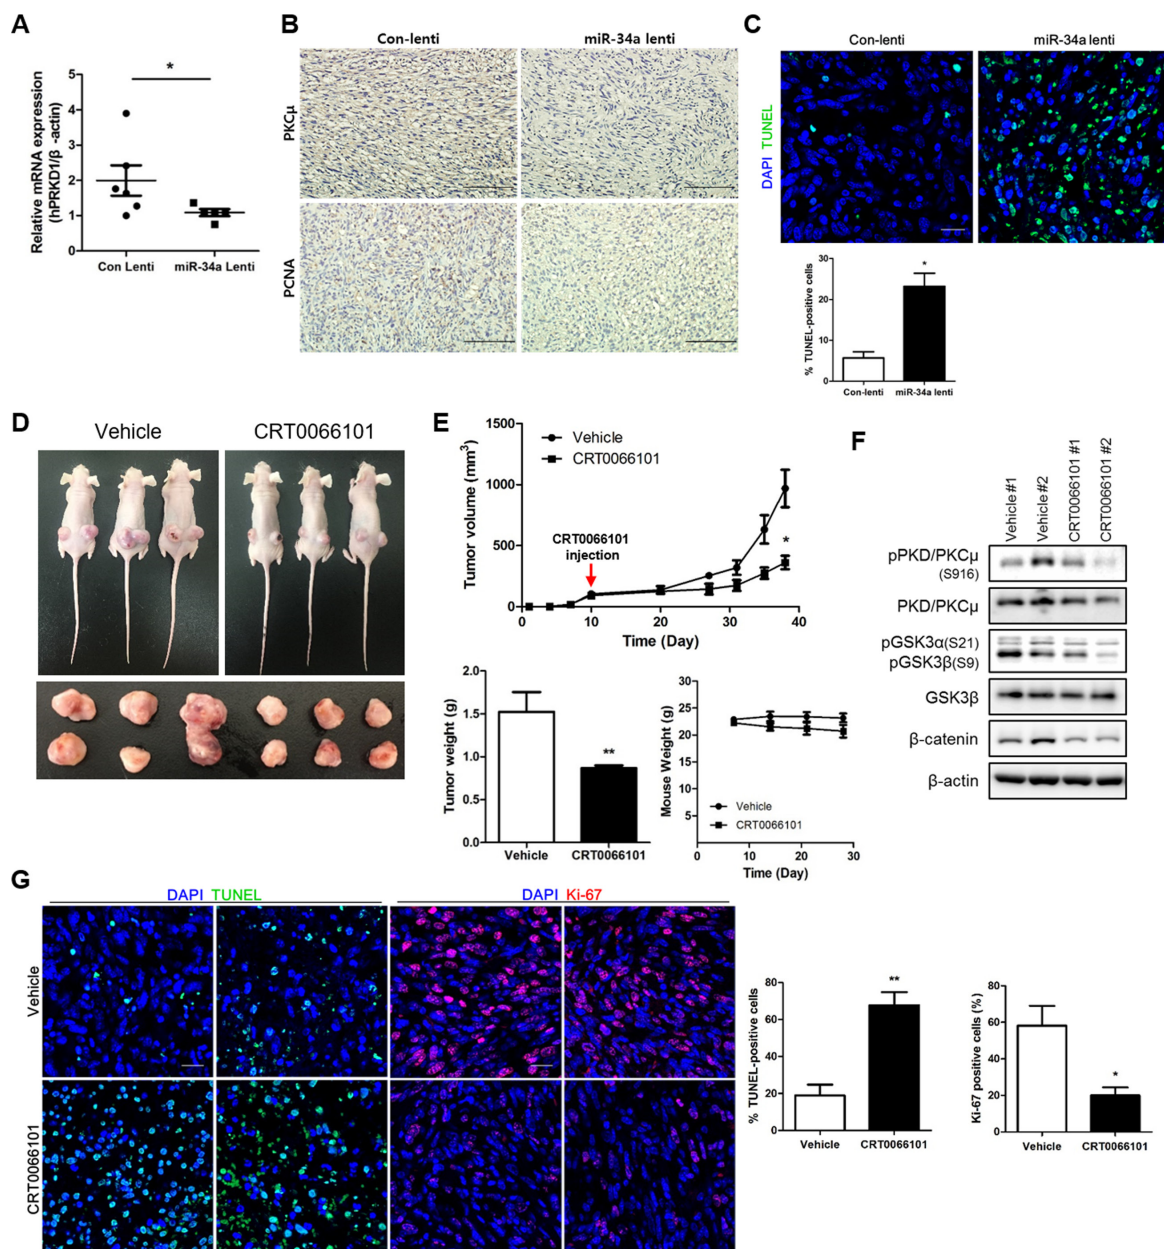 A
*
Relative mRNA expression
(hPRKD1/β -actin)
5
4
3
2
1
0
Con Lenti
miR-34a Lenti
B
Con-lenti
miR-34a lenti
PKCμ
PCNA
C
Con-lenti
miR-34a lenti
DAPI TUNEL
% TUNEL-positive cells
30
20
10
0
*
Con-lenti
miR-34a lenti
D
Vehicle
CRT0066101
E
Tumor volume (mm³)
1500
1000
500
0
Vehicle
CRT0066101
CRT0066101
injection
*
0
10
20
30
40
Time (Day)
Tumor weight (g)
2.0
1.5
1.0
0.5
0.0
**
Vehicle
CRT0066101
Mouse Weight (g)
30
25
20
15
10
5
Vehicle
CRT0066101
0
10
20
30
Time (Day)
F
Vehicle #1
Vehicle #2
CRT0066101 #1
CRT0066101 #2
pPKD/PKCμ
(S916)
PKD/PKCμ
pGSK3α(S21)
pGSK3β(S9)
GSK3β
β-catenin
β-actin
G
DAPI TUNEL
DAPI Ki-67
Vehicle
CRT0066101
% TUNEL-positive cells
80
60
40
20
0
**
Vehicle
CRT0066101
Ki-67 positive cells (%)
80
60
40
20
0
*
Vehicle
CRT0066101